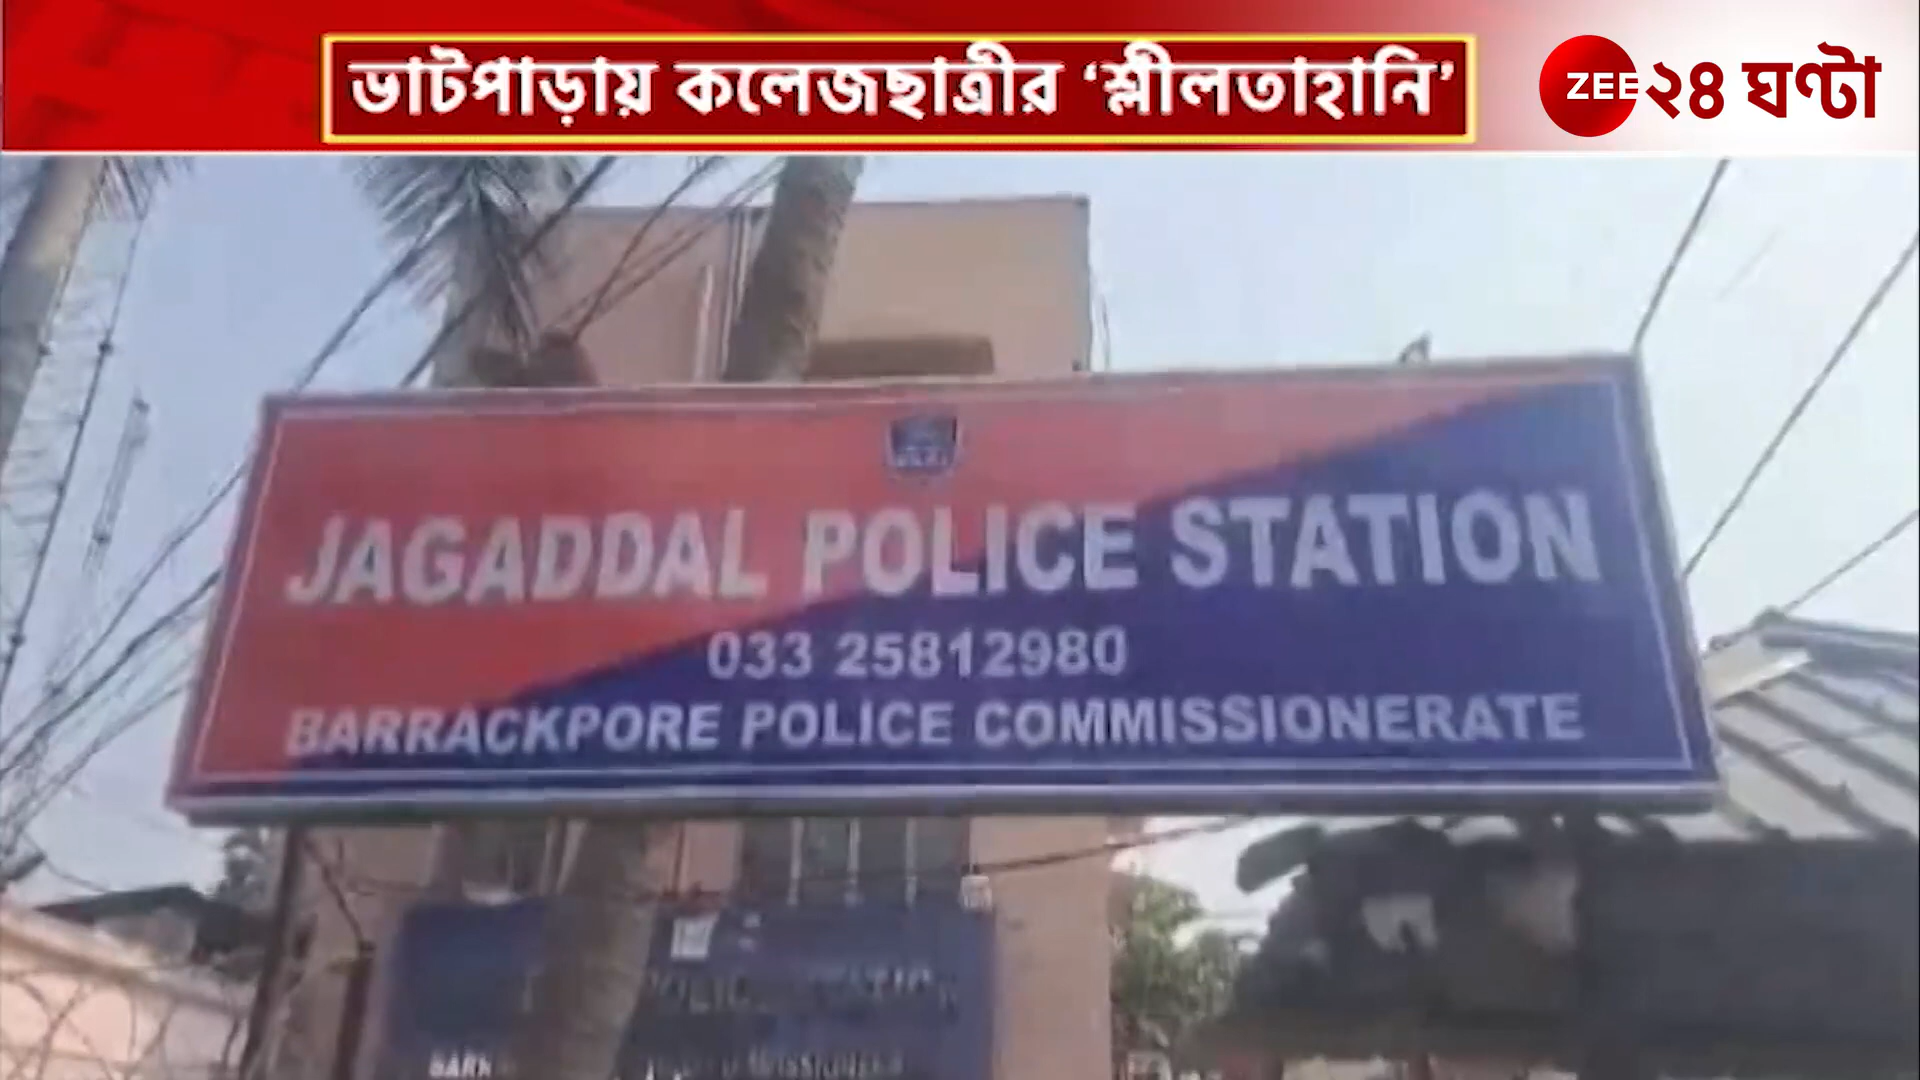 ভাটপাড়ায় কলেজছাত্রীর ‘শ্লীলতাহানি’
ZEE ২৪ ঘণ্টা
JAGADDAL POLICE STATION
033 25812980
BARRACKPORE POLICE COMMISSIONERATE